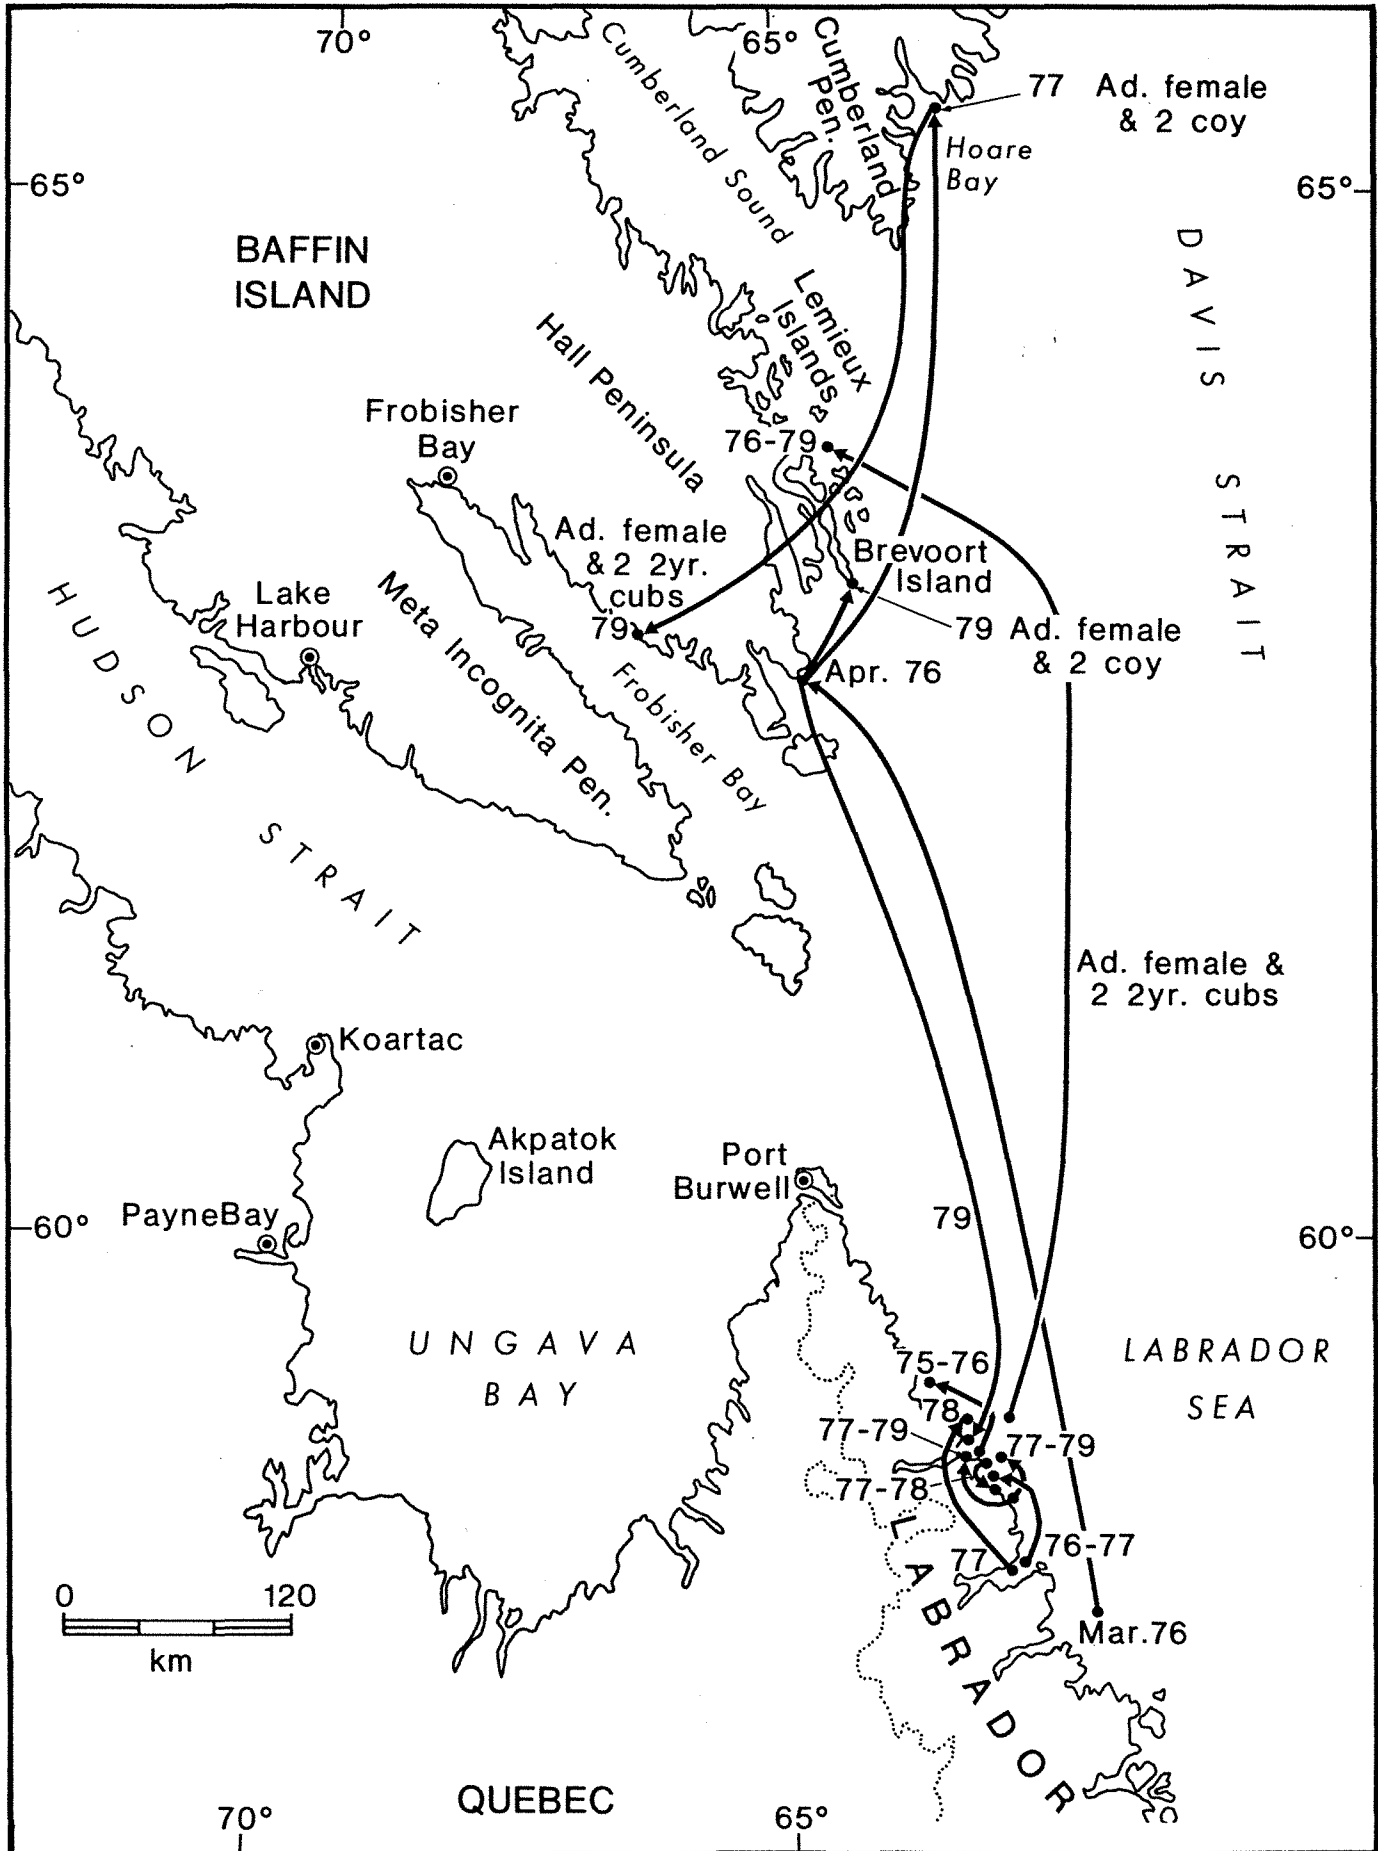 70°
65°
Cumberland Sound
Cumberland
Pen.
77 Ad. female
& 2 coy
Hoare
Bay
65°
65°
BAFFIN
ISLAND
DAVIS STRAIT
Lemieux
Islands
Hall Peninsula
Frobisher
Bay
76-79
Ad. female
& 2 2yr.
cubs
79
Brevoort
Island
79 Ad. female
& 2 coy
Apr. 76
Lake
Harbour
Meta Incognita Pen.
Frobisher Bay
HUDSON STRAIT
Ad. female &
2 2yr. cubs
Koartac
Akpatok
Island
Port
Burwell
PayneBay
60°
79
60°
UNGAVA
BAY
LABRADOR
SEA
75-76
78
77-79
77-79
77-78
77
76-77
Mar.76
LABRADOR
0 120
km
QUEBEC
70°
65°